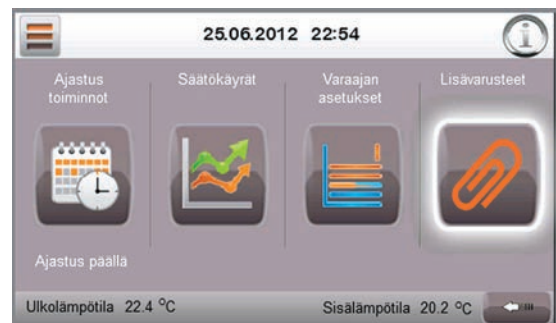 25.06.2012 22:54
Ajastus
toiminnot
Säätökäyrät
Varaajan
asetukset
Lisävarusteet
Ajastus päällä
Ulkolämpötila 22.4 °C
Sisälämpötila 20.2 °C